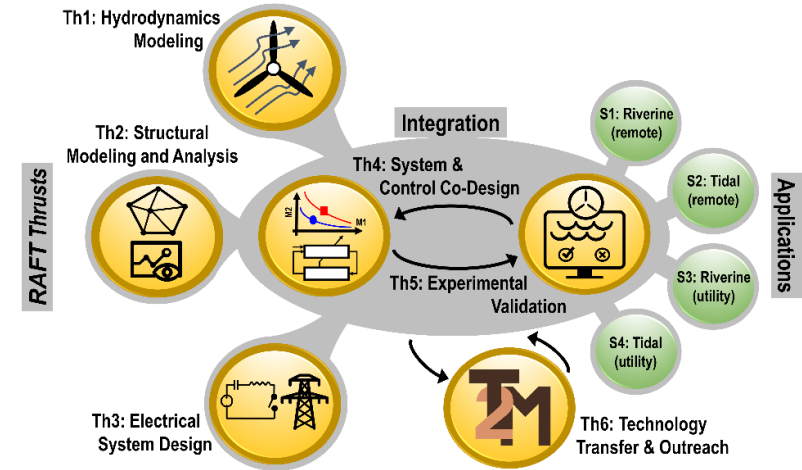 Th1: Hydrodynamics
Modeling
Th2: Structural
Modeling and Analysis
RAFT Thrusts
Th3: Electrical
System Design
Integration
Th4: System &
Control Co-Design
M2
M1
Th5: Experimental
Validation
T2M
Th6: Technology
Transfer & Outreach
S1: Riverine
(remote)
S2: Tidal
(remote)
S3: Riverine
(utility)
S4: Tidal
(utility)
Applications